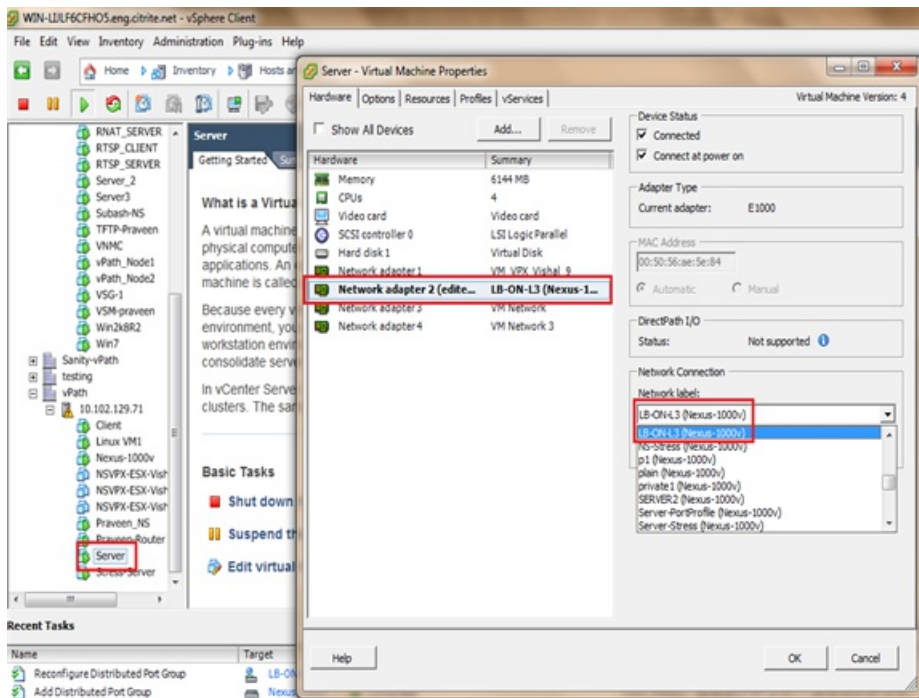 WIN-LIJLF6CFHO5.eng.citrite.net - vSphere Client
File Edit View Inventory Administration Plug-ins Help
Home Inventory Hosts an
RNAT_SERVER
RTSP_CLIENT
RTSP_SERVER
Server_2
Server3
Subash-NS
TFTP-Praveen
VNMC
vPath_Node1
vPath_Node2
VSG-1
VSM-praveen
Win2k8R2
Win7
Sanity-vPath
testing
vPath
10.102.129.71
Client
Linux VM1
Nexus-1000v
NSVPX-ESX-Vish
NSVPX-ESX-Vish
NSVPX-ESX-Vish
Praveen_NS
Praveen-Router
Server
Stress-Server
Server
Getting Started Sum
What is a Virtua
A virtual machine
physical compute
applications. An
machine is called
Because every v
environment, you
workstation envir
consolidate serve
In vCenter Serve
clusters. The sam
Basic Tasks
Shut down
Suspend th
Edit virtual
Recent Tasks
Name Target
Reconfigure Distributed Port Group LB-ON
Add Distributed Port Group Nexus
Server - Virtual Machine Properties
Hardware Options Resources Profiles vServices
Virtual Machine Version: 4
Show All Devices Add... Remove
Hardware Summary
Memory 6144 MB
CPUs 4
Video card Video card
SCSI controller 0 LSI Logic Parallel
Hard disk 1 Virtual Disk
Network adapter 1 VM_VPX_Vishal_9
Network adapter 2 (edite... LB-ON-L3 (Nexus-1...
Network adapter 3 VM Network
Network adapter 4 VM Network 3
Device Status
Connected
Connect at power on
Adapter Type
Current adapter: E1000
MAC Address
00:50:56:ae:5e:84
Automatic Manual
DirectPath I/O
Status: Not supported
Network Connection
Network label:
LB-ON-L3 (Nexus-1000v)
LB-ON-L3 (Nexus-1000v)
NS-Stress (Nexus-1000v)
p1 (Nexus-1000v)
plain (Nexus-1000v)
private1 (Nexus-1000v)
SERVER2 (Nexus-1000v)
Server-PortProfile (Nexus-1000v)
Server-Stress (Nexus-1000v)
Help OK Cancel